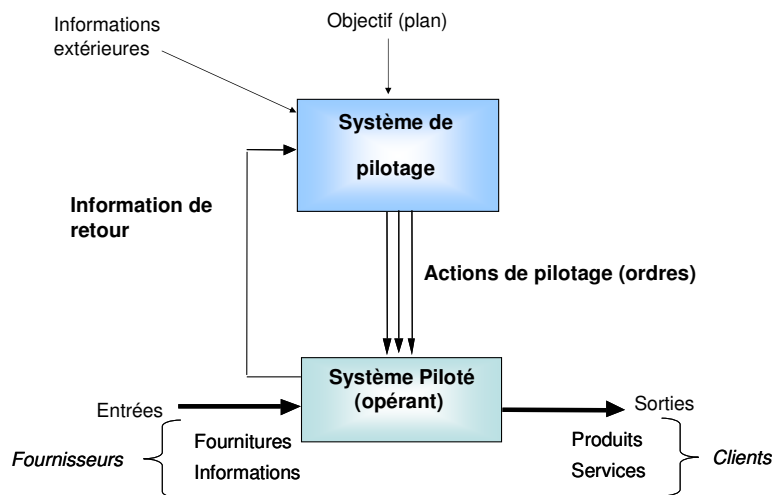 Informations
extérieures
Objectif (plan)
Système de
pilotage
Information de
retour
Actions de pilotage (ordres)
Système Piloté
(opérant)
Entrées
Sorties
Fournisseurs
Fournitures
Informations
Produits
Services
Clients